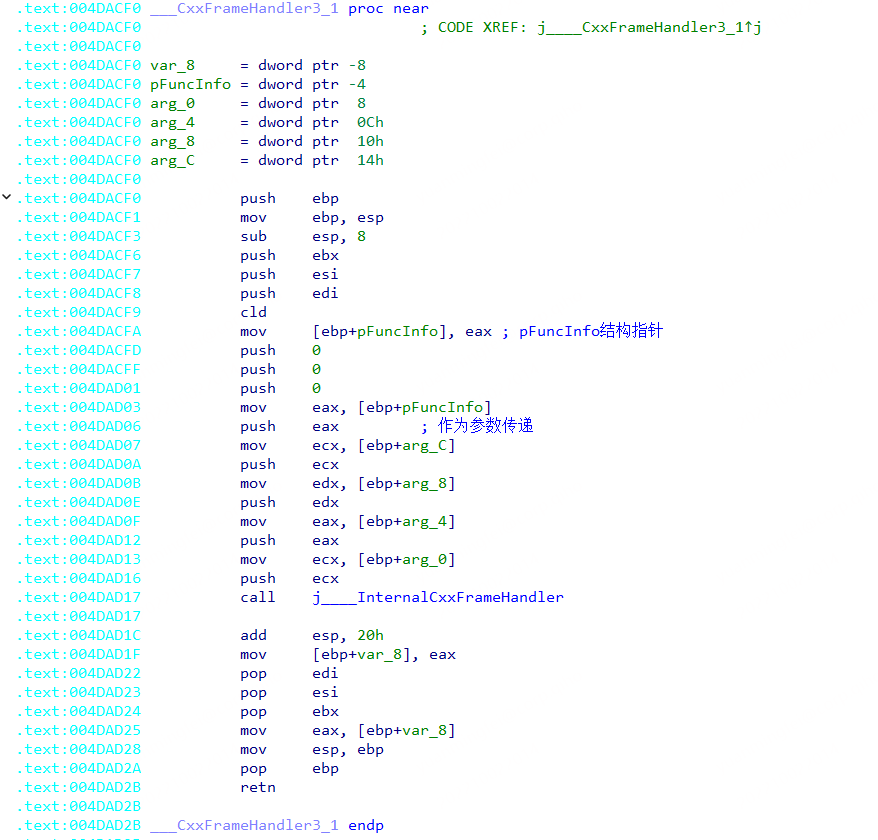 .text:004DACF0 ___CxxFrameHandler3_1 proc near
.text:004DACF0 ; CODE XREF: j____CxxFrameHandler3_1↑j
.text:004DACF0
.text:004DACF0 var_8 = dword ptr -8
.text:004DACF0 pFuncInfo = dword ptr -4
.text:004DACF0 arg_0 = dword ptr 8
.text:004DACF0 arg_4 = dword ptr 0Ch
.text:004DACF0 arg_8 = dword ptr 10h
.text:004DACF0 arg_C = dword ptr 14h
.text:004DACF0
.text:004DACF0 push ebp
.text:004DACF1 mov ebp, esp
.text:004DACF3 sub esp, 8
.text:004DACF6 push ebx
.text:004DACF7 push esi
.text:004DACF8 push edi
.text:004DACF9 cld
.text:004DACFA mov [ebp+pFuncInfo], eax ; pFuncInfo结构指针
.text:004DACFD push 0
.text:004DACFF push 0
.text:004DAD01 push 0
.text:004DAD03 mov eax, [ebp+pFuncInfo]
.text:004DAD06 push eax ; 作为参数传递
.text:004DAD07 mov ecx, [ebp+arg_C]
.text:004DAD0A push ecx
.text:004DAD0B mov edx, [ebp+arg_8]
.text:004DAD0E push edx
.text:004DAD0F mov eax, [ebp+arg_4]
.text:004DAD12 push eax
.text:004DAD13 mov ecx, [ebp+arg_0]
.text:004DAD16 push ecx
.text:004DAD17 call j____InternalCxxFrameHandler
.text:004DAD17
.text:004DAD1C add esp, 20h
.text:004DAD1F mov [ebp+var_8], eax
.text:004DAD22 pop edi
.text:004DAD23 pop esi
.text:004DAD24 pop ebx
.text:004DAD25 mov eax, [ebp+var_8]
.text:004DAD28 mov esp, ebp
.text:004DAD2A pop ebp
.text:004DAD2B retn
.text:004DAD2B
.text:004DAD2B ___CxxFrameHandler3_1 endp